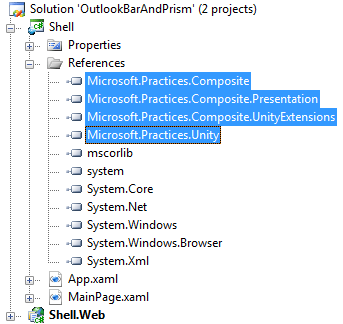 Solution 'OutlookBarAndPrism' (2 projects)
Shell
Properties
References
Microsoft.Practices.Composite
Microsoft.Practices.Composite.Presentation
Microsoft.Practices.Composite.UnityExtensions
Microsoft.Practices.Unity
mscorlib
system
System.Core
System.Net
System.Windows
System.Windows.Browser
System.Xml
App.xaml
MainPage.xaml
Shell.Web